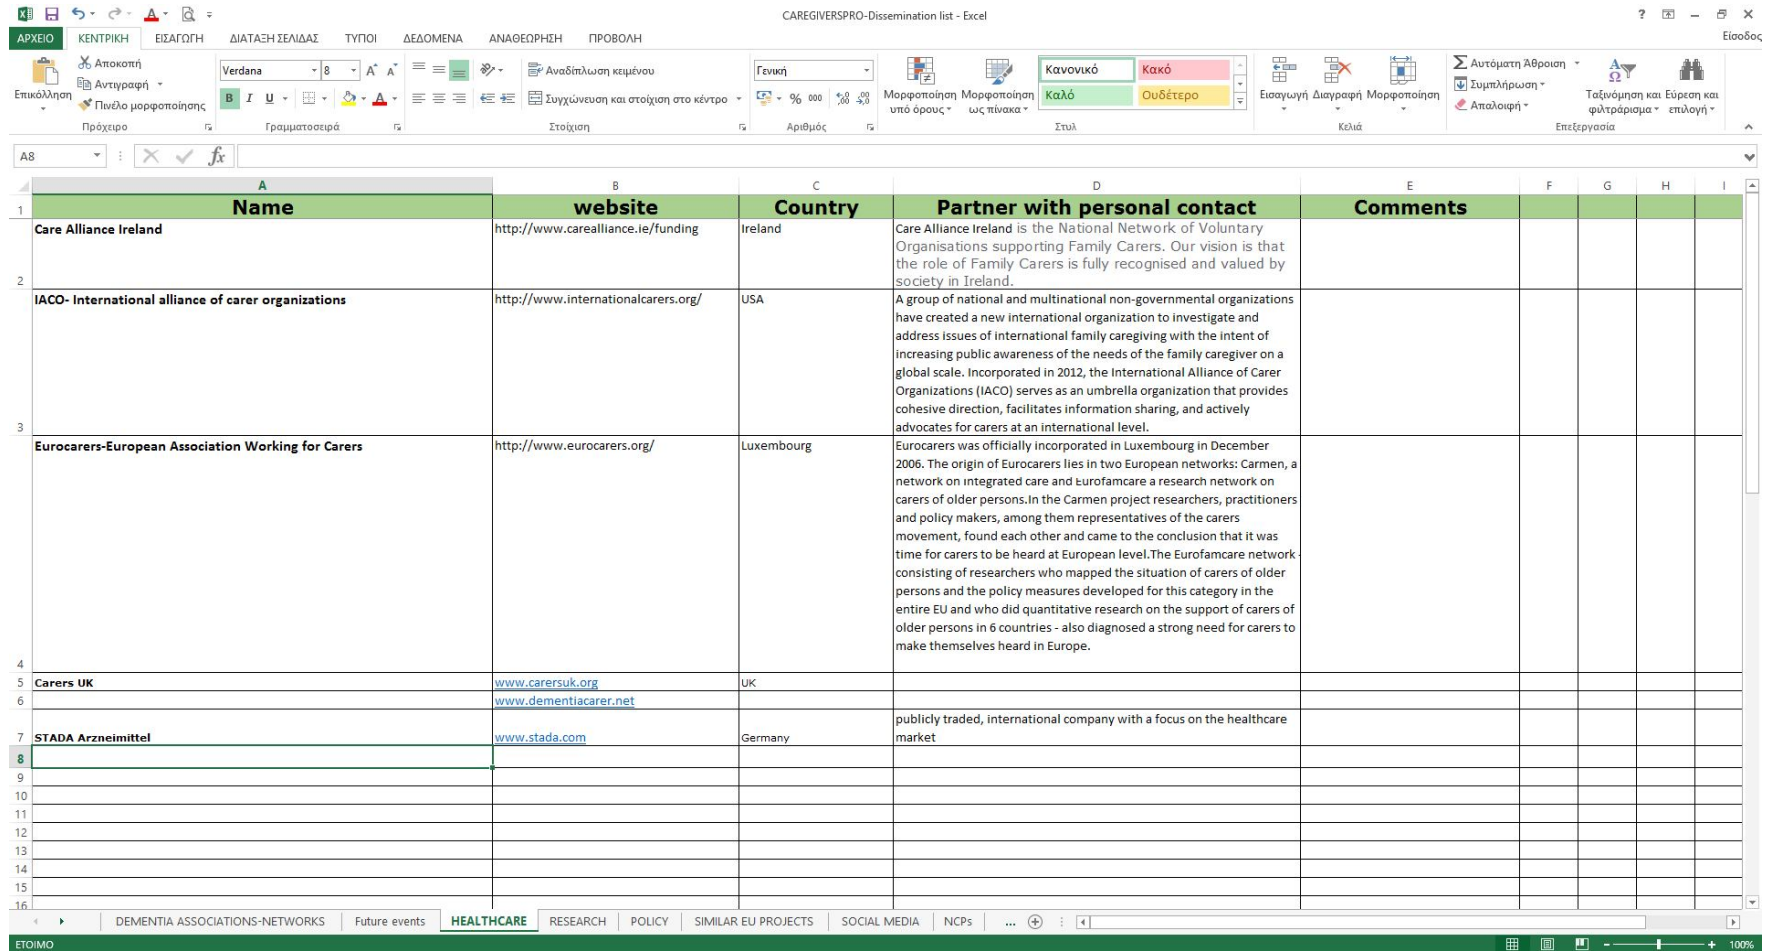 CAREGIVERSPRO-Dissemination list - Excel
ΑΡΧΕΙΟ ΚΕΝΤΡΙΚΗ ΕΙΣΑΓΩΓΗ ΔΙΑΤΑΞΗ ΣΕΛΙΔΑΣ ΤΥΠΟΙ ΔΕΔΟΜΕΝΑ ΑΝΑΘΕΩΡΗΣΗ ΠΡΟΒΟΛΗ Είσοδος
Επικόλληση
Αποκοπή
Αντιγραφή
Πινέλο μορφοποίησης
Πρόχειρο
Verdana 8
B I U
Γραμματοσειρά
Αναδίπλωση κειμένου
Συγχώνευση και στοίχιση στο κέντρο
Στοίχιση
Γενική
% 000
Αριθμός
Μορφοποίηση υπό όρους
Μορφοποίηση ως πίνακα
Κανονικό Κακό
Καλό Ουδέτερο
Στυλ
Εισαγωγή Διαγραφή Μορφοποίηση
Κελιά
Αυτόματη Άθροιση
Συμπλήρωση
Απαλοιφή
Ταξινόμηση και φιλτράρισμα
Εύρεση και επιλογή
Επεξεργασία
A8 fx
A B C D E F G H I
1 Name website Country Partner with personal contact Comments
2 Care Alliance Ireland http://www.carealliance.ie/funding Ireland Care Alliance Ireland is the National Network of Voluntary
Organisations supporting Family Carers. Our vision is that
the role of Family Carers is fully recognised and valued by
society in Ireland.
3 IACO- International alliance of carer organizations http://www.internationalcarers.org/ USA A group of national and multinational non-governmental organizations
have created a new international organization to investigate and
address issues of international family caregiving with the intent of
increasing public awareness of the needs of the family caregiver on a
global scale. Incorporated in 2012, the International Alliance of Carer
Organizations (IACO) serves as an umbrella organization that provides
cohesive direction, facilitates information sharing, and actively
advocates for carers at an international level.
4 Eurocarers-European Association Working for Carers http://www.eurocarers.org/ Luxembourg Eurocarers was officially incorporated in Luxembourg in December
2006. The origin of Eurocarers lies in two European networks: Carmen, a
network on integrated care and Eurofamcare a research network on
carers of older persons.In the Carmen project researchers, practitioners
and policy makers, among them representatives of the carers
movement, found each other and came to the conclusion that it was
time for carers to be heard at European level.The Eurofamcare network -
consisting of researchers who mapped the situation of carers of older
persons and the policy measures developed for this category in the
entire EU and who did quantitative research on the support of carers of
older persons in 6 countries - also diagnosed a strong need for carers to
make themselves heard in Europe.
5 Carers UK www.carersuk.org UK
6 www.dementiacarer.net
7 STADA Arzneimittel www.stada.com Germany publicly traded, international company with a focus on the healthcare
market
8
9
10
11
12
13
14
15
16
DEMENTIA ASSOCIATIONS-NETWORKS Future events HEALTHCARE RESEARCH POLICY SIMILAR EU PROJECTS SOCIAL MEDIA NCPs ...
ΕΤΟΙΜΟ 100%